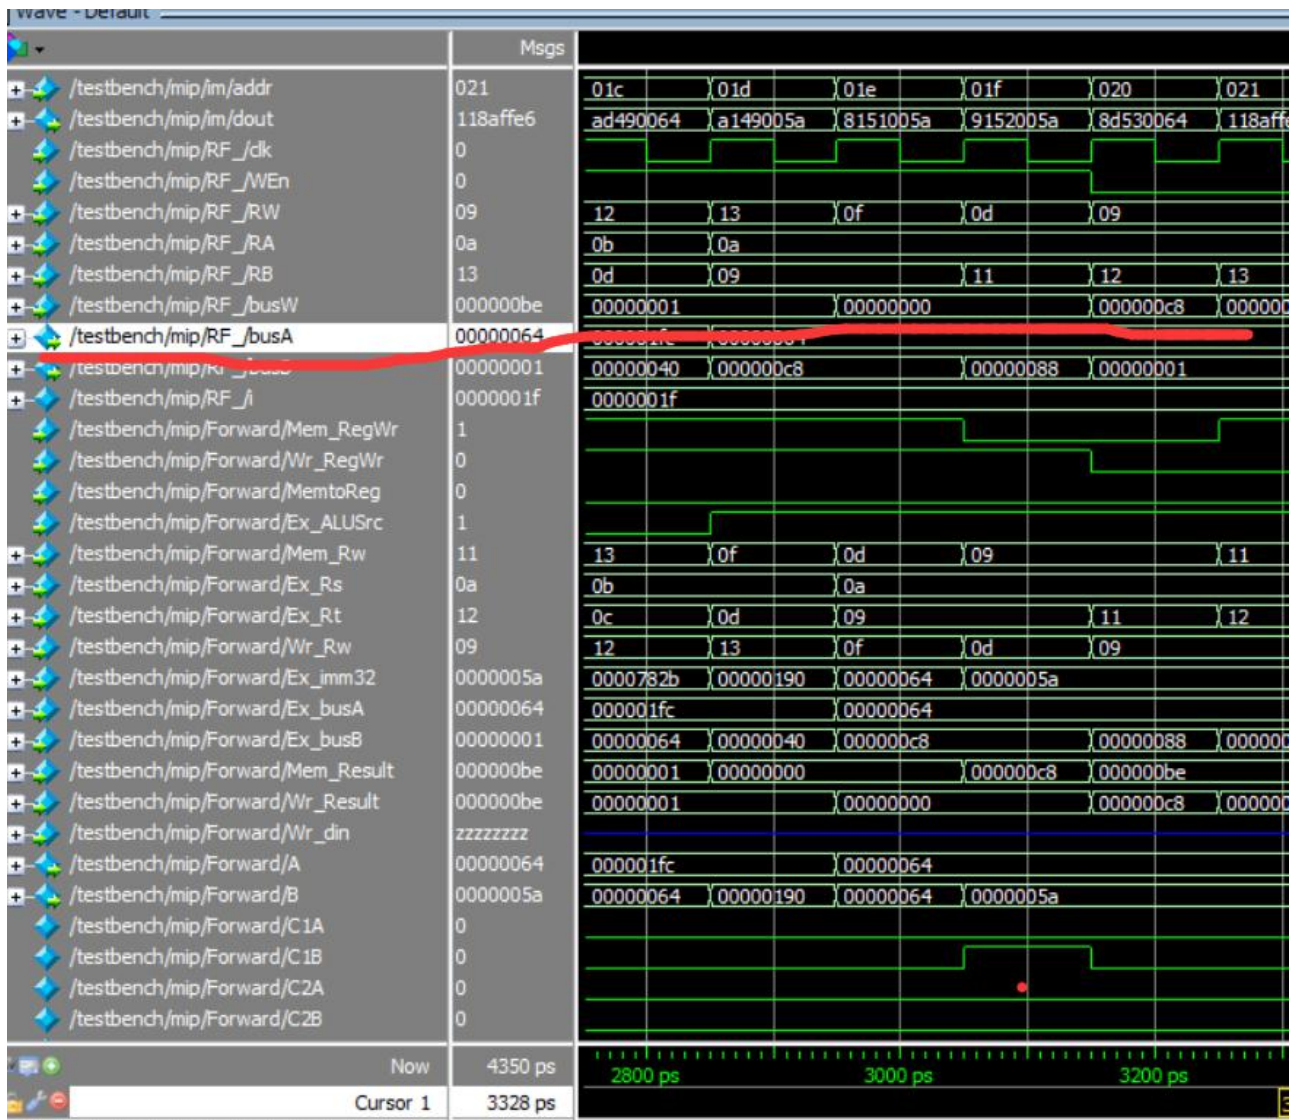 Wave - Default
Msgs
/testbench/mip/im/addr 021 01c 01d 01e 01f 020 021
/testbench/mip/im/dout 118affe6 ad490064 a149005a 8151005a 9152005a 8d530064 118affe
/testbench/mip/RF_/clk 0
/testbench/mip/RF_/WEn 0
/testbench/mip/RF_/RW 09 12 13 0f 0d 09
/testbench/mip/RF_/RA 0a 0b 0a
/testbench/mip/RF_/RB 13 0d 09 11 12 13
/testbench/mip/RF_/busW 000000be 00000001 00000000 000000c8 000000
/testbench/mip/RF_/busA 00000064
00000001 00000040 000000c8 00000088 00000001
/testbench/mip/RF_/i 0000001f 0000001f
/testbench/mip/Forward/Mem_RegWr 1
/testbench/mip/Forward/Wr_RegWr 0
/testbench/mip/Forward/MemtoReg 0
/testbench/mip/Forward/Ex_ALUSrc 1
/testbench/mip/Forward/Mem_Rw 11 13 0f 0d 09 11
/testbench/mip/Forward/Ex_Rs 0a 0b 0a
/testbench/mip/Forward/Ex_Rt 12 0c 0d 09 11 12
/testbench/mip/Forward/Wr_Rw 09 12 13 0f 0d 09
/testbench/mip/Forward/Ex_imm32 0000005a 0000782b 00000190 00000064 0000005a
/testbench/mip/Forward/Ex_busA 00000064 000001fc 00000064
/testbench/mip/Forward/Ex_busB 00000001 00000064 00000040 000000c8 00000088 000000
/testbench/mip/Forward/Mem_Result 000000be 00000001 00000000 000000c8 000000be
/testbench/mip/Forward/Wr_Result 000000be 00000001 00000000 000000c8 000000
/testbench/mip/Forward/Wr_din zzzzzzzz
/testbench/mip/Forward/A 00000064 000001fc 00000064
/testbench/mip/Forward/B 0000005a 00000064 00000190 00000064 0000005a
/testbench/mip/Forward/C1A 0
/testbench/mip/Forward/C1B 0
/testbench/mip/Forward/C2A 0
/testbench/mip/Forward/C2B 0
Now 4350 ps 2800 ps 3000 ps 3200 ps
Cursor 1 3328 ps